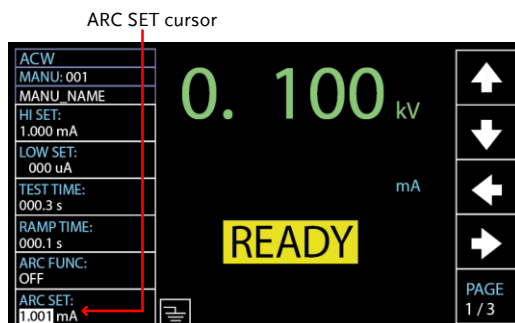 ARC SET cursor
ACW
MANU: 001
MANU_NAME
HI SET:
1.000 mA
LOW SET:
000 uA
TEST TIME:
000.3 s
RAMP TIME:
000.1 s
ARC FUNC:
OFF
ARC SET:
1.001 mA
0. 100 kV
mA
READY
PAGE
1 / 3